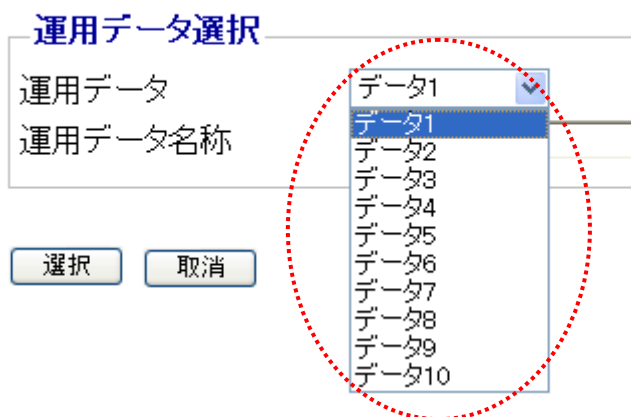 運用データ選択
運用データ データ1
データ1
運用データ名称
データ2
データ3
データ4
データ5
データ6
データ7
データ8
データ9
データ10
選択 取消